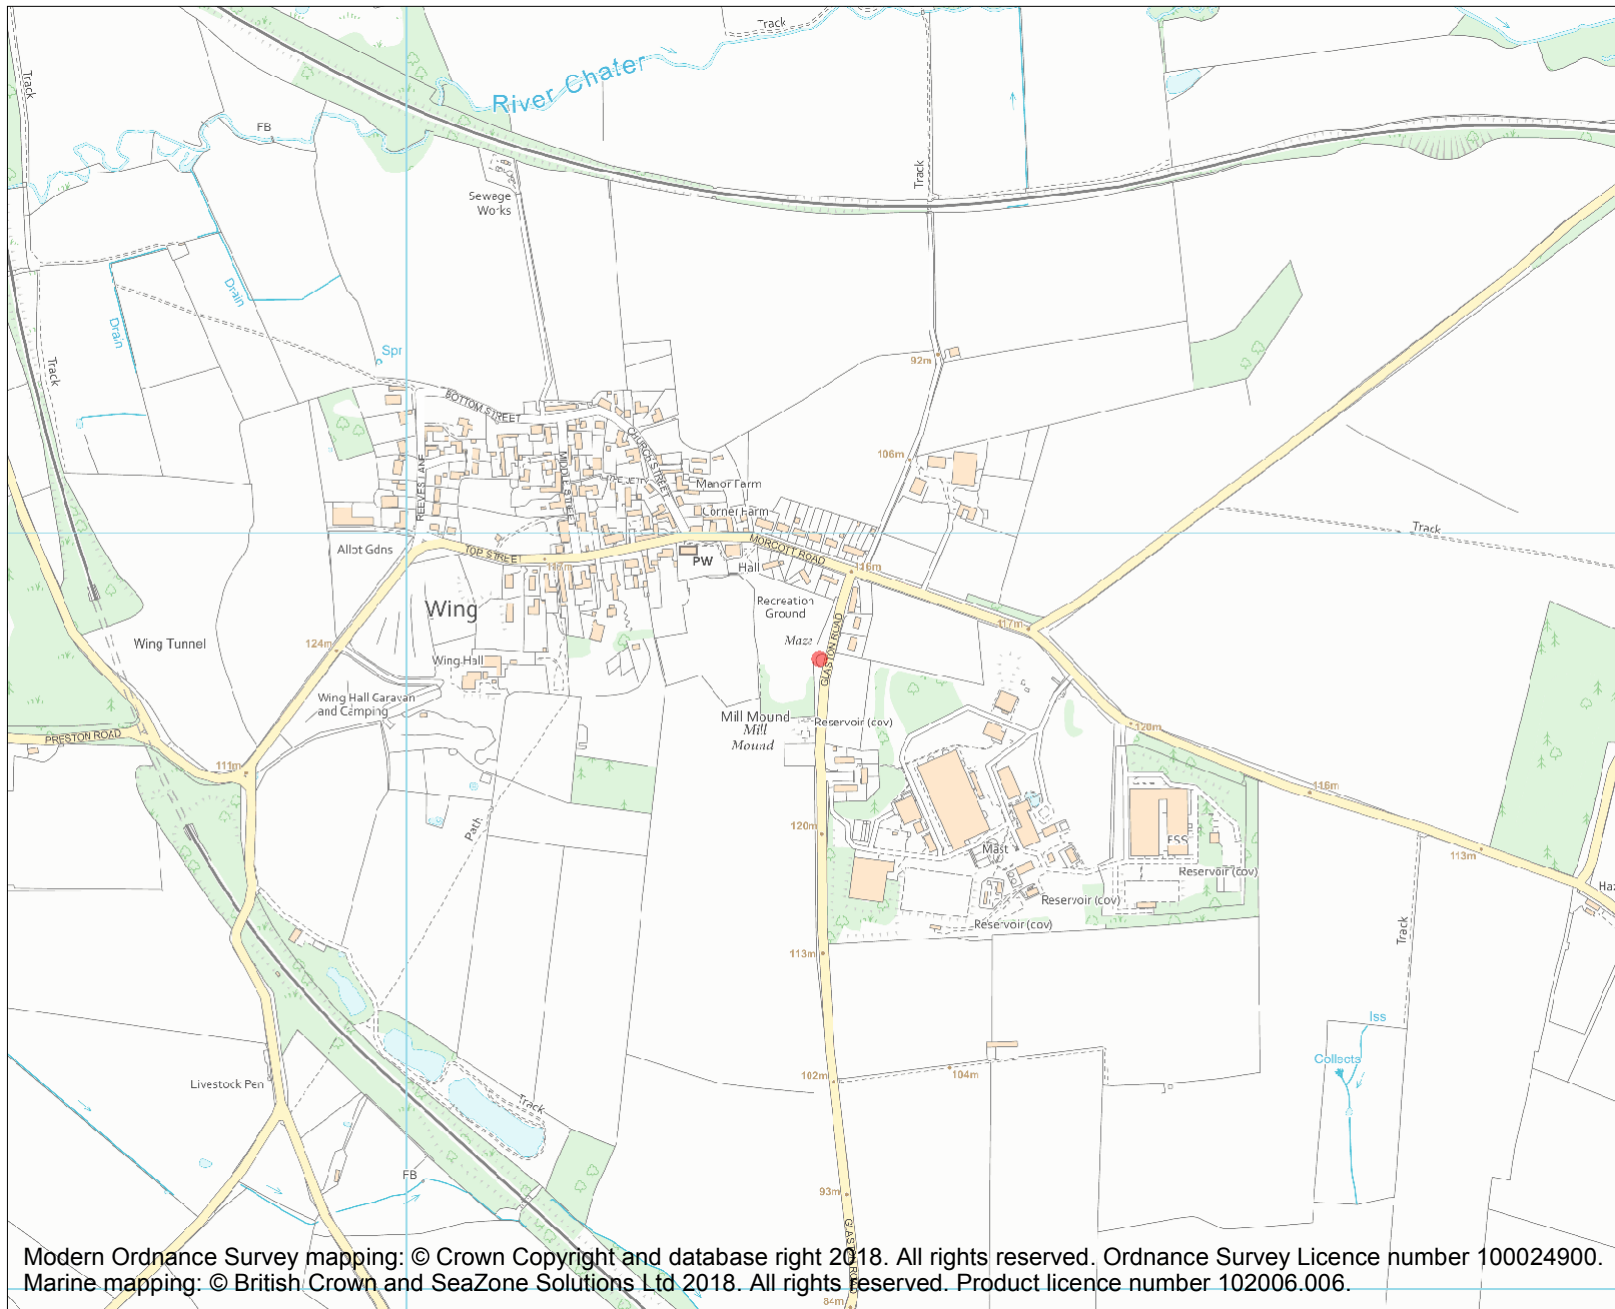 Track
River Chater
Track
FB
Track
Sewage
Works
Drain
Drain
Track
Spr
92m
BOTTOM STREET
CHURCH STREET
106m
REEVES LANE
MIDDLE STREET
Manor Farm
Corner Farm
Track
Allot Gdns
TOP STREET
MORCOTT ROAD
PW
Hall
Wing
Recreation
Ground
117m
Wing Tunnel
124m
Maze
GLASTON ROAD
Wing Hall
Wing Hall Caravan
and Camping
Mill Mound
Mill
Mound
Reservoir (cov)
120m
PRESTON ROAD
111m
116m
Path
120m
Mast
ESS
113m
Reservoir (cov)
Reservoir (cov)
Reservoir (cov)
Track
113m
Iss
Collects
Livestock Pen
102m
104m
Track
FB
93m
GLASTON ROAD
Modern Ordnance Survey mapping: © Crown Copyright and database right 2018. All rights reserved. Ordnance Survey Licence number 100024900.
Marine mapping: © British Crown and SeaZone Solutions Ltd 2018. All rights reserved. Product licence number 102006.006.
84m